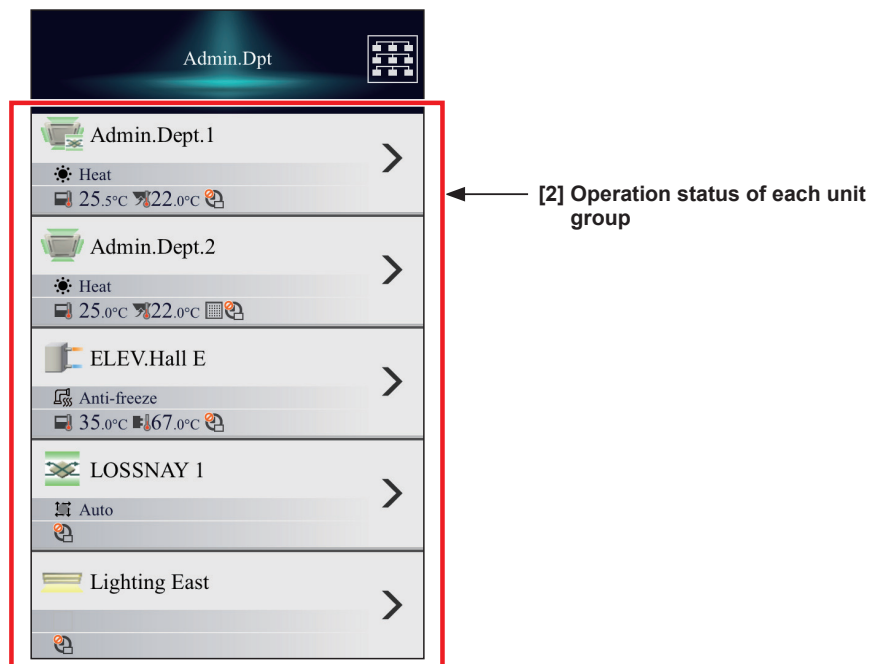 Admin.Dpt
Admin.Dept.1
Heat
25.5°C 22.0°C
[2] Operation status of each unit
group
Admin.Dept.2
Heat
25.0°C 22.0°C
ELEV.Hall E
Anti-freeze
35.0°C 67.0°C
LOSSNAY 1
Auto
Lighting East